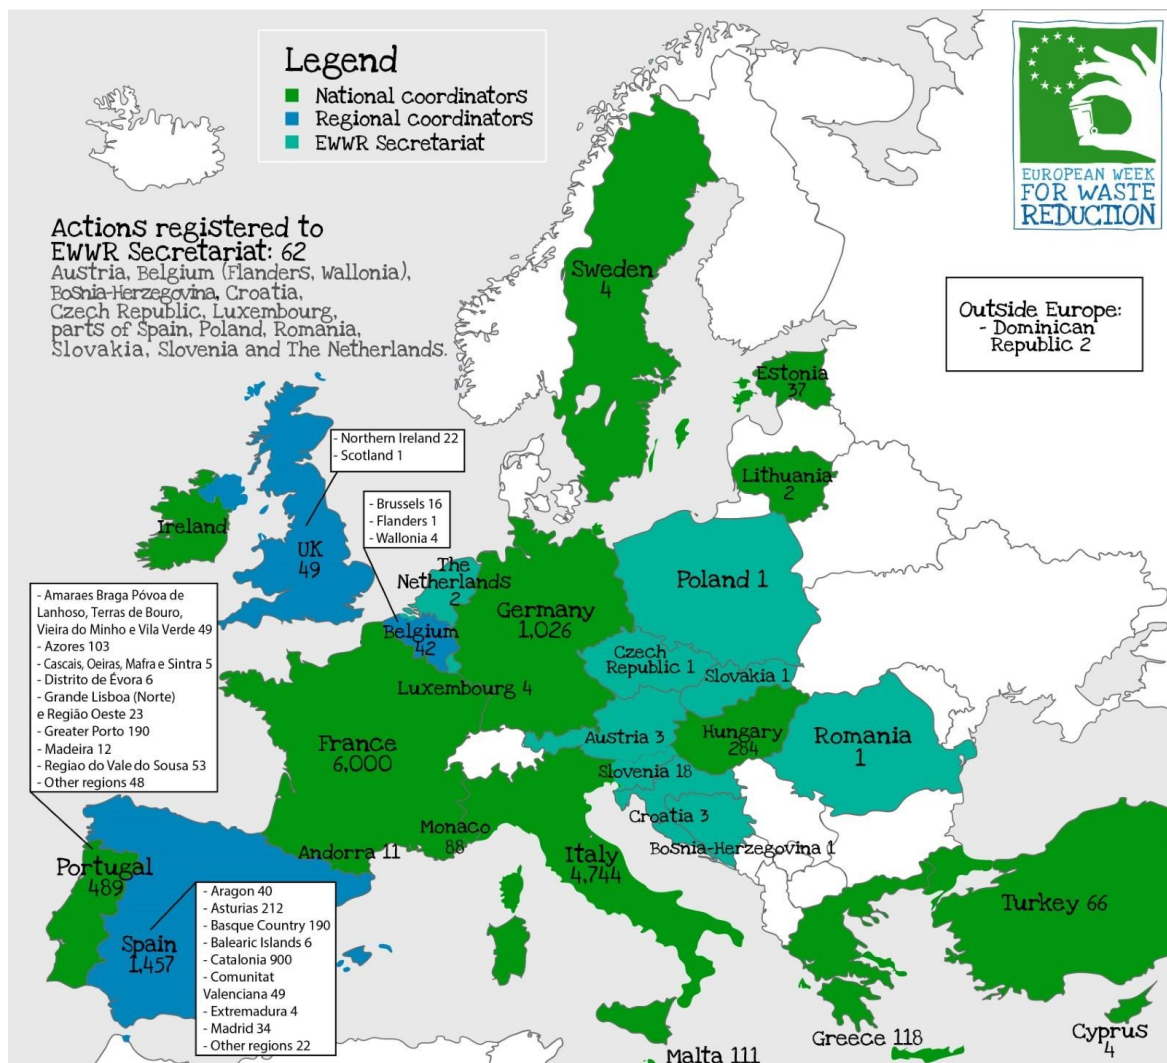 Legend
National coordinators
Regional coordinators
EWWR Secretariat
EUROPEAN WEEK
FOR WASTE
REDUCTION
Actions registered to
EWWR Secretariat: 62
Austria, Belgium (Flanders, Wallonia),
Bosnia-Herzegovina, Croatia,
Czech Republic, Luxembourg,
parts of Spain, Poland, Romania,
Slovakia, Slovenia and The Netherlands.
Outside Europe:
- Dominican
Republic 2
Sweden
4
Estonia
37
Lithuania
2
- Northern Ireland 22
- Scotland 1
Ireland
UK
49
- Brussels 16
- Flanders 1
- Wallonia 4
The
Netherlands
2
Belgium
42
Germany
1,026
Poland 1
Czech
Republic 1
Slovakia 1
Luxembourg 4
- Amaraes Braga Póvoa de
Lanhoso, Terras de Bouro,
Vieira do Minho e Vila Verde 49
- Azores 103
- Cascais, Oeiras, Mafra e Sintra 5
- Distrito de Évora 6
- Grande Lisboa (Norte)
e Região Oeste 23
- Greater Porto 190
- Madeira 12
- Regiao do Vale do Sousa 53
- Other regions 48
France
6,000
Austria 3
Hungary
284
Romania
1
Slovenia 18
Croatia 3
Bosnia-Herzegovina 1
Monaco
88
Andorra 11
Italy
4,744
Portugal
489
Spain
1,457
- Aragon 40
- Asturias 212
- Basque Country 190
- Balearic Islands 6
- Catalonia 900
- Comunitat
Valenciana 49
- Extremadura 4
- Madrid 34
- Other regions 22
Turkey 66
Greece 118
Cyprus
4
Malta 111